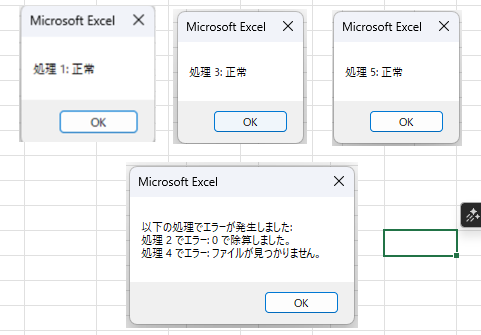 Microsoft Excel
処理 1: 正常
OK
Microsoft Excel
処理 3: 正常
OK
Microsoft Excel
処理 5: 正常
OK
Microsoft Excel
以下の処理でエラーが発生しました:
処理 2 でエラー: 0 で除算しました。
処理 4 でエラー: ファイルが見つかりません。
OK